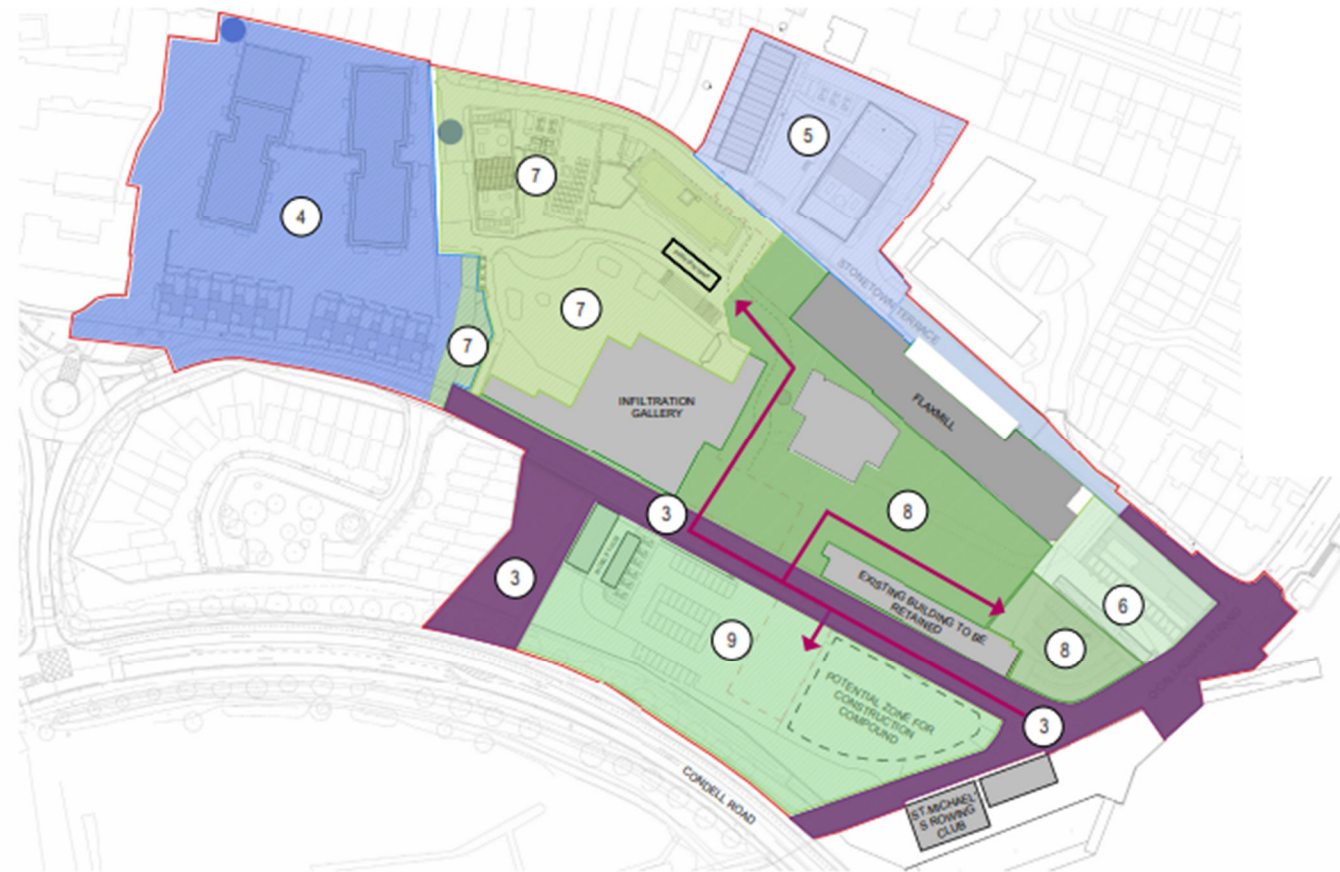 5
7
4
STONETOWN TERRACE
7
7
INFILTRATION
GALLERY
FLAXMILL
3
8
3
EXISTING BUILDING TO BE
RETAINED
6
9
8
POTENTIAL ZONE FOR
CONSTRUCTION
COMPOUND
3
CONDELL ROAD
ST.MICHAEL'
S ROWING
CLUB